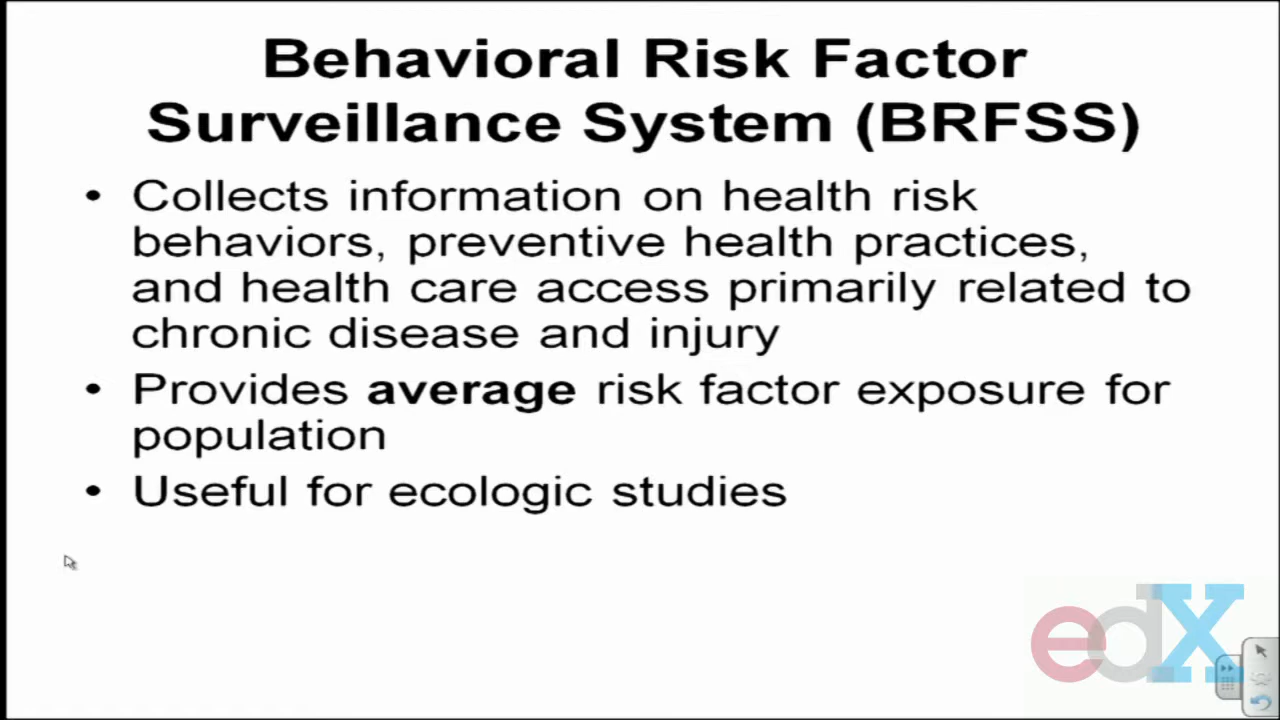 Behavioral Risk Factor
Surveillance System (BRFSS)
• Collects information on health risk
behaviors, preventive health practices,
and health care access primarily related to
chronic disease and injury
• Provides average risk factor exposure for
population
• Useful for ecologic studies
edX